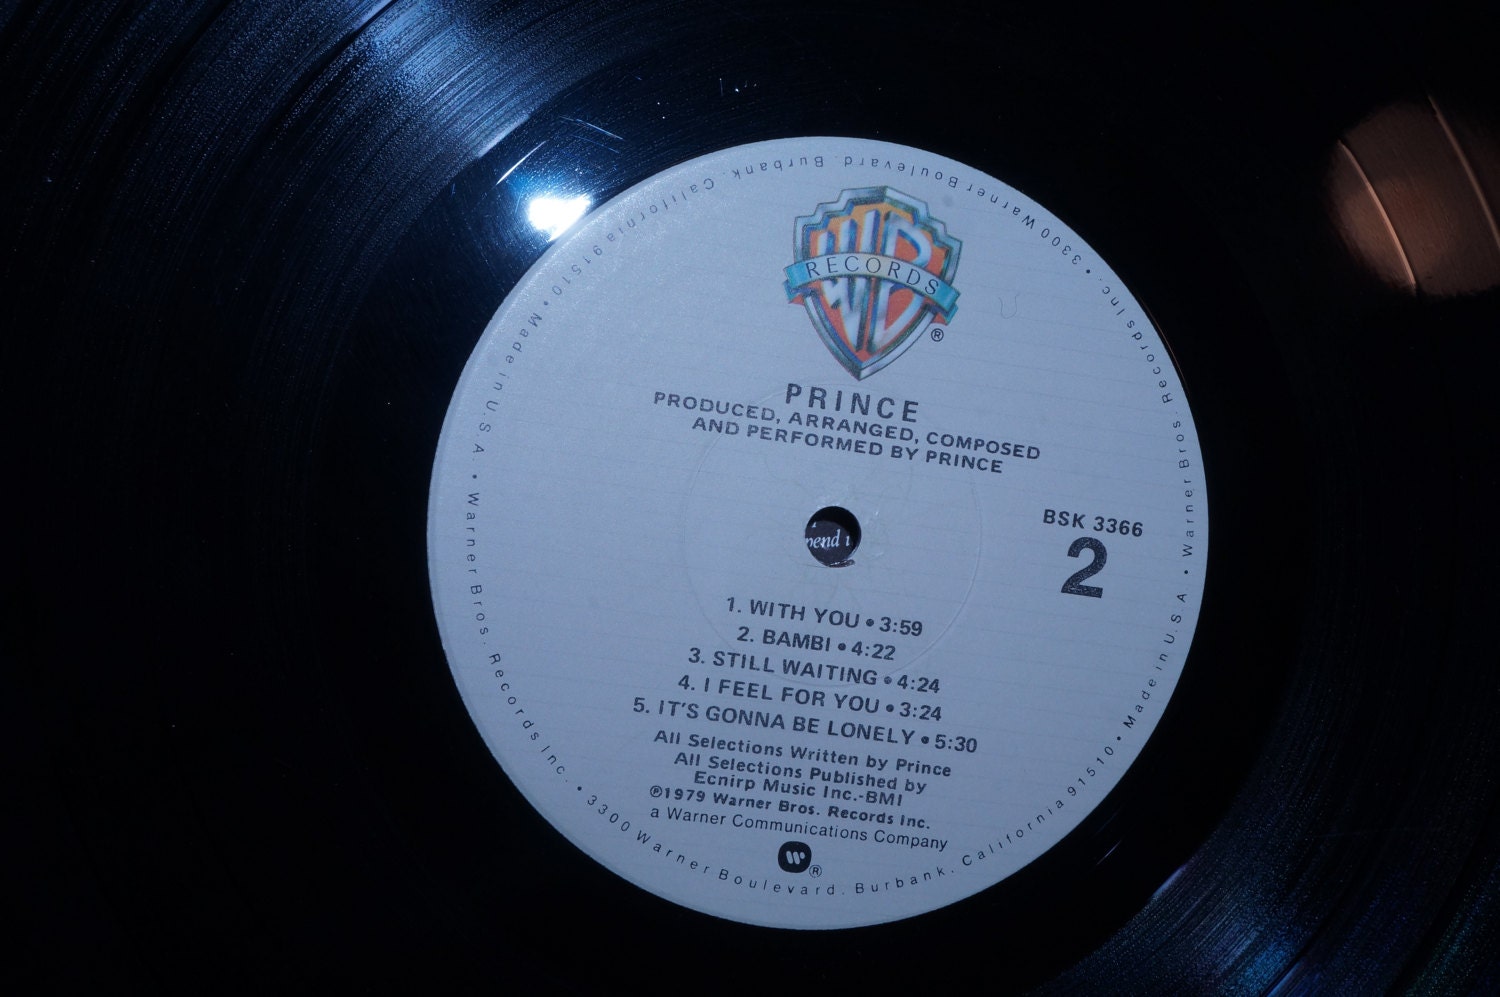 WB
RECORDS
®
PRINCE
PRODUCED, ARRANGED, COMPOSED
AND PERFORMED BY PRINCE
BSK 3366
2
1. WITH YOU • 3:59
2. BAMBI • 4:22
3. STILL WAITING • 4:24
4. I FEEL FOR YOU • 3:24
5. IT'S GONNA BE LONELY • 5:30
All Selections Written by Prince
All Selections Published by
Ecnirp Music Inc.-BMI
℗1979 Warner Bros. Records Inc.
a Warner Communications Company
®
Warner Bros. Records Inc. • 3300 Warner Boulevard. Burbank. California 91510 • Made in U.S.A • Warner Bros. Records Inc. • 3300 Warner Boulevard. Burbank. California 91510 • Made in U.S.A •